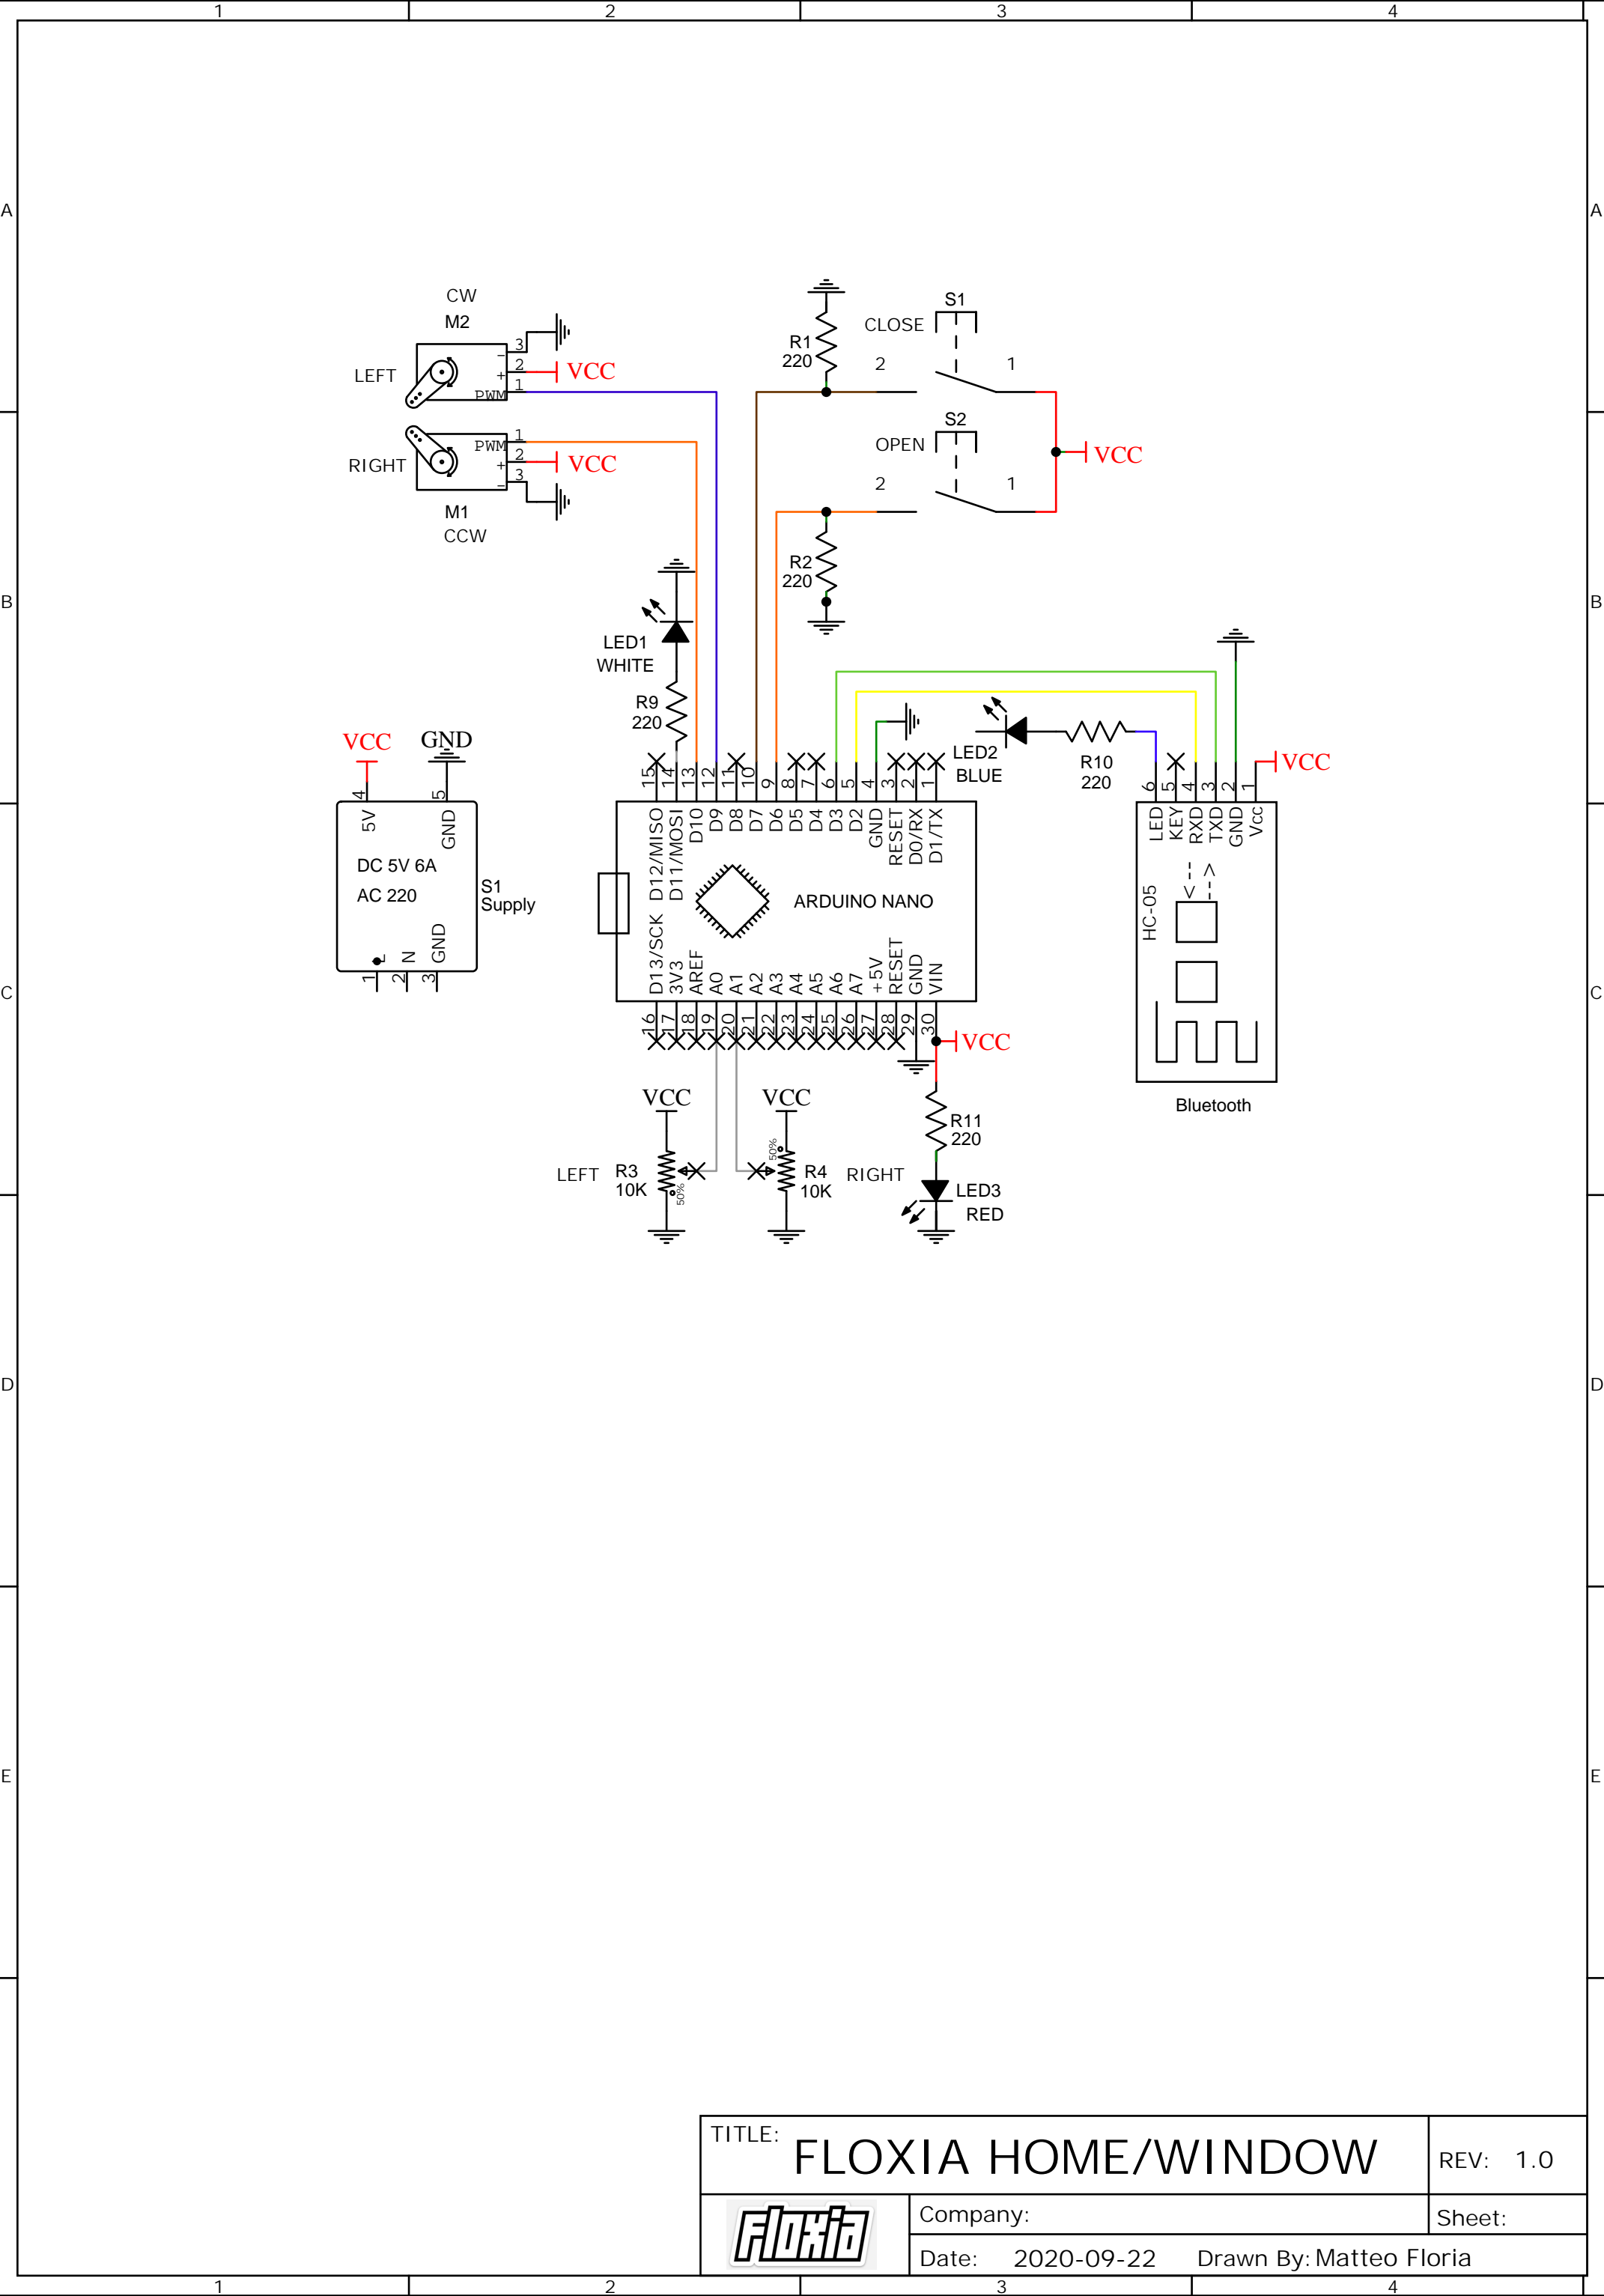 1 2 3 4
A A
B B
C C
D D
E E
CW
M2
LEFT
3
2
1
-
+
PWM
VCC
RIGHT
PWM
+
-
1
2
3
VCC
M1
CCW
R1
220
CLOSE
S1
2 1
S2
OPEN
2 1
VCC
R2
220
LED1
WHITE
R9
220
VCC
GND
4
5
5V
GND
DC 5V 6A
AC 220
S1
Supply
L
N
GND
1
2
3
15
14
13
12
11
10
9
8
7
6
5
4
3
2
1
D12/MISO
D11/MOSI
D10
D9
D8
D7
D6
D5
D4
D3
D2
GND
RESET
D0/RX
D1/TX
ARDUINO NANO
D13/SCK
3V3
AREF
A0
A1
A2
A3
A4
A5
A6
A7
+5V
RESET
GND
VIN
16
17
18
19
20
21
22
23
24
25
26
27
28
29
30
VCC
LED2
BLUE
R10
220
VCC
6
5
4
3
2
1
LED
KEY
RXD
TXD
GND
Vcc
<--
-->
HC-05
Bluetooth
VCC
VCC
LEFT
R3
10K
50%
50%
R4
10K
RIGHT
R11
220
LED3
RED
TITLE: FLOXIA HOME/WINDOW
REV: 1.0
Floxia
Company:
Sheet:
Date: 2020-09-22 Drawn By: Matteo Floria
1 2 3 4